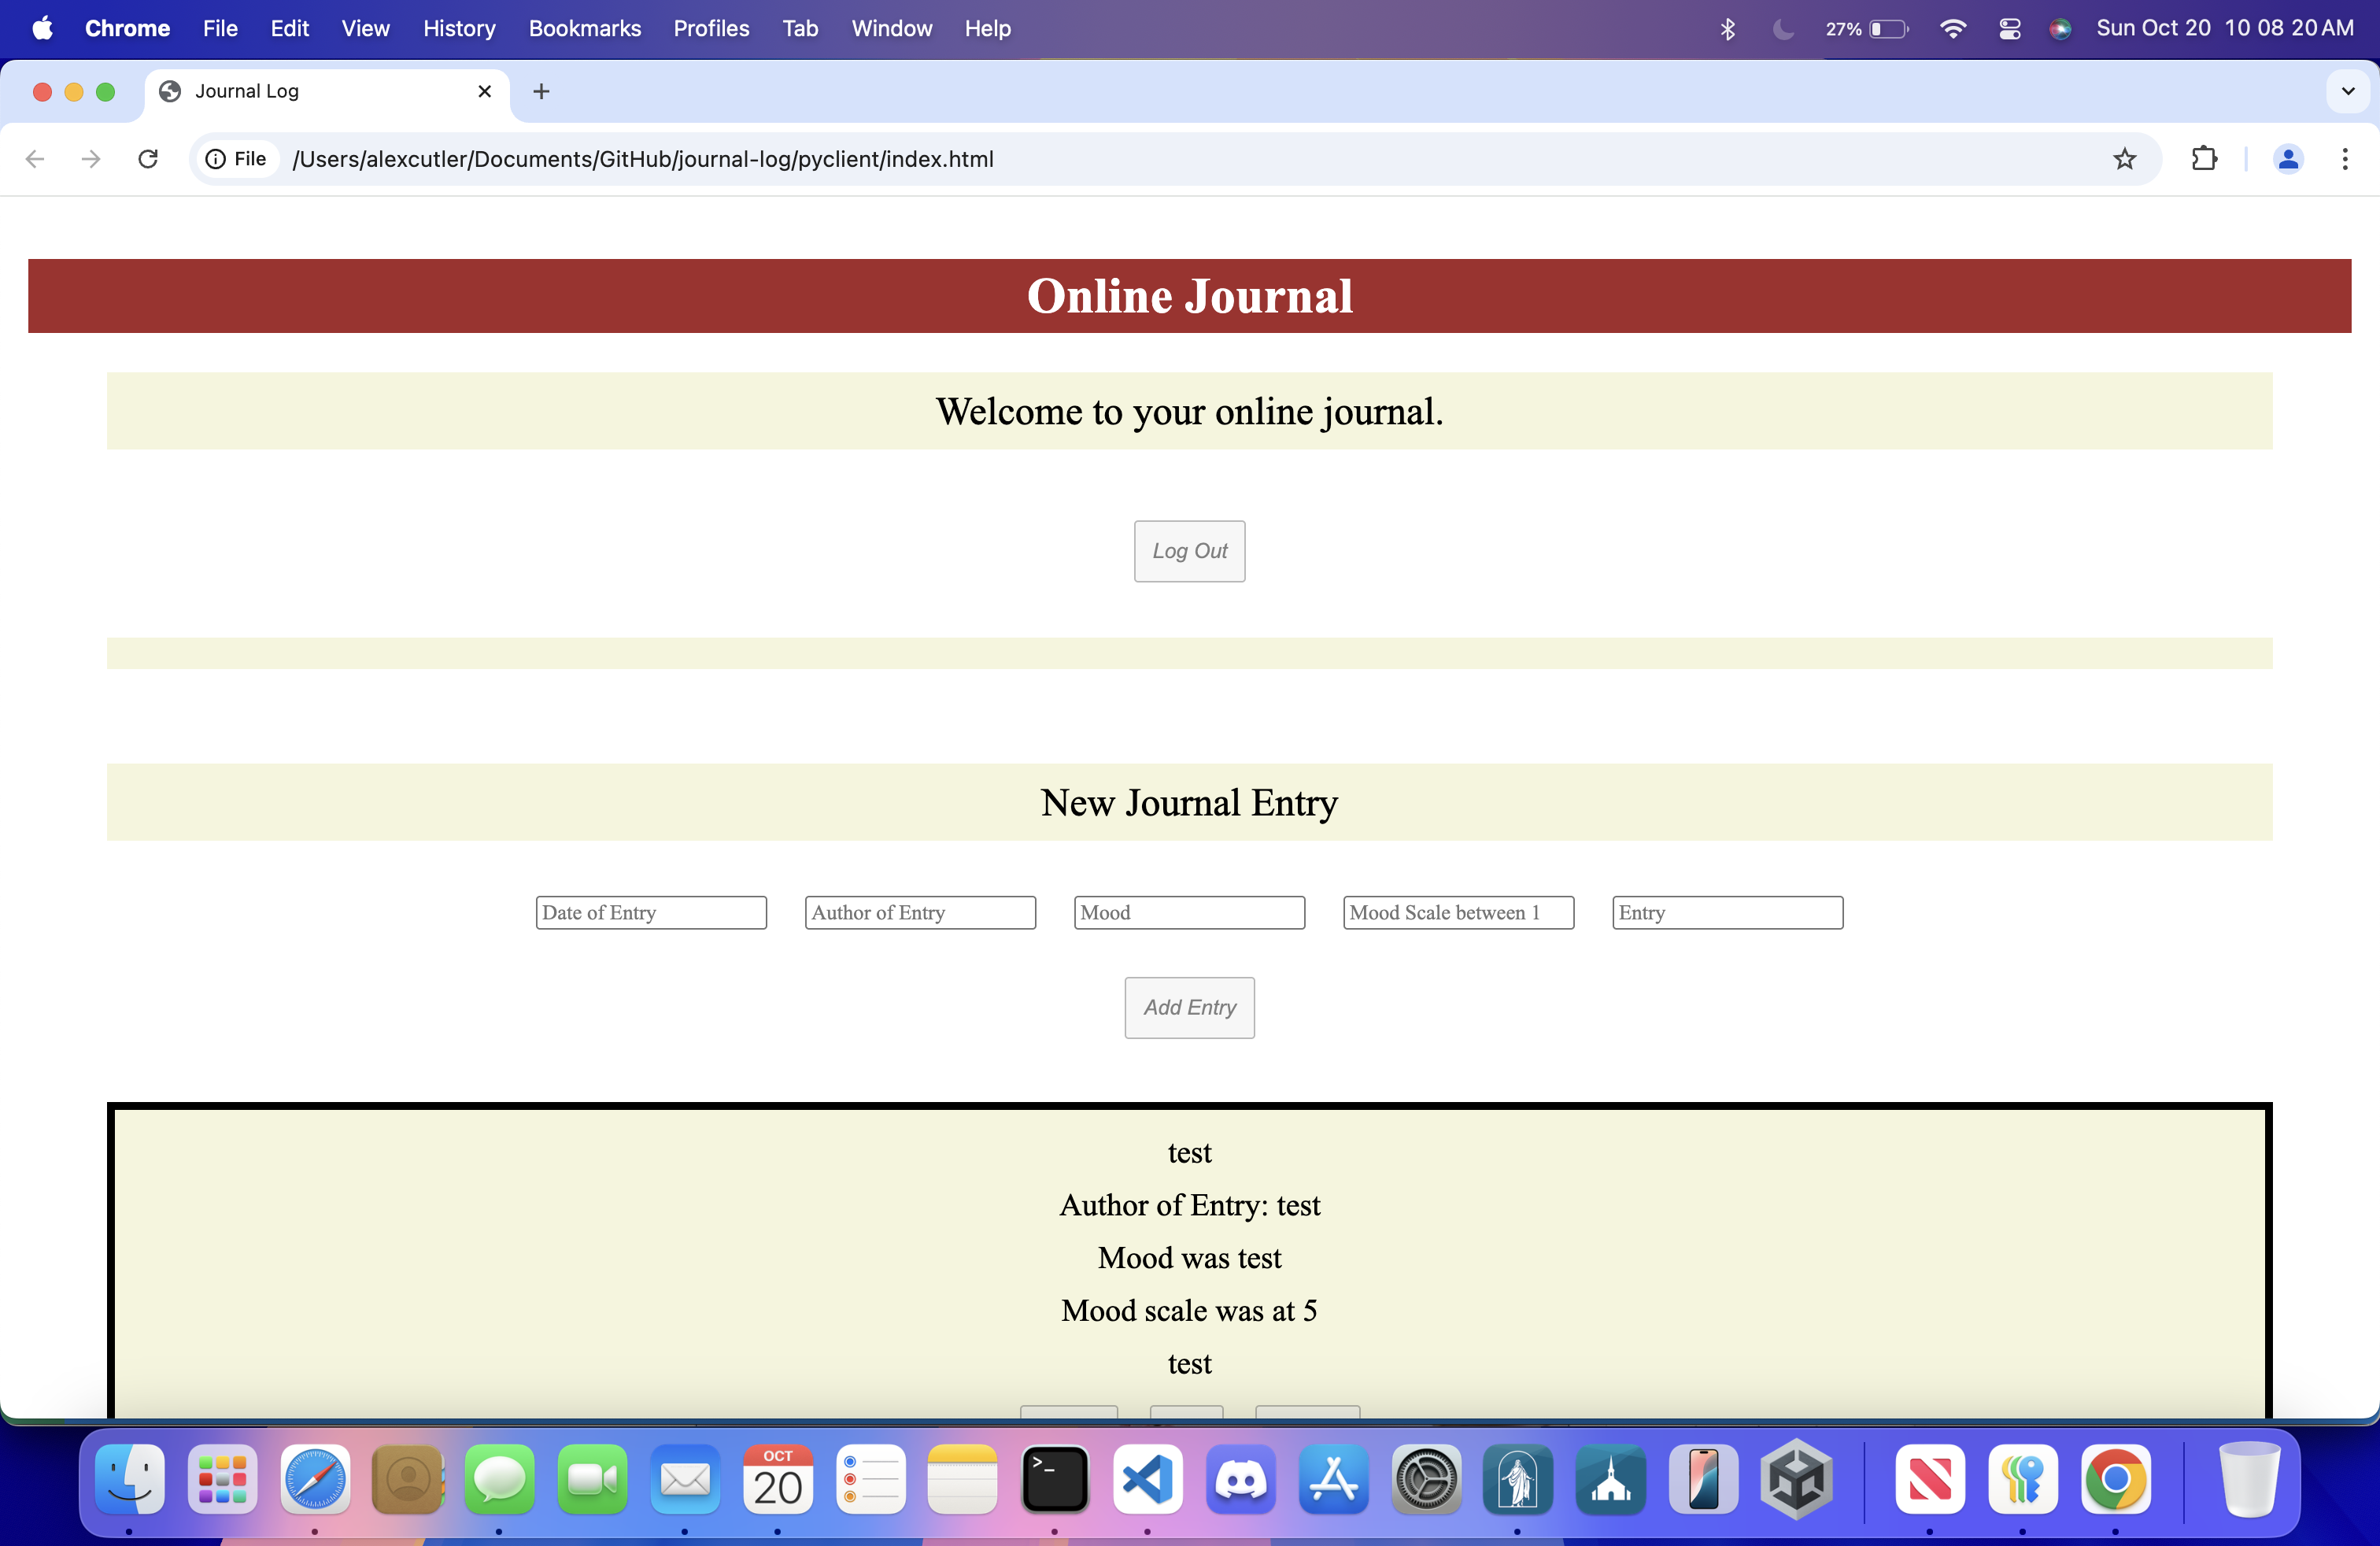 Chrome File Edit View History Bookmarks Profiles Tab Window Help 27% Sun Oct 20 10 08 20 AM
Journal Log
File /Users/alexcutler/Documents/GitHub/journal-log/pyclient/index.html
Online Journal
Welcome to your online journal.
Log Out
New Journal Entry
Date of Entry Author of Entry Mood Mood Scale between 1 Entry
Add Entry
test
Author of Entry: test
Mood was test
Mood scale was at 5
test
OCT
20